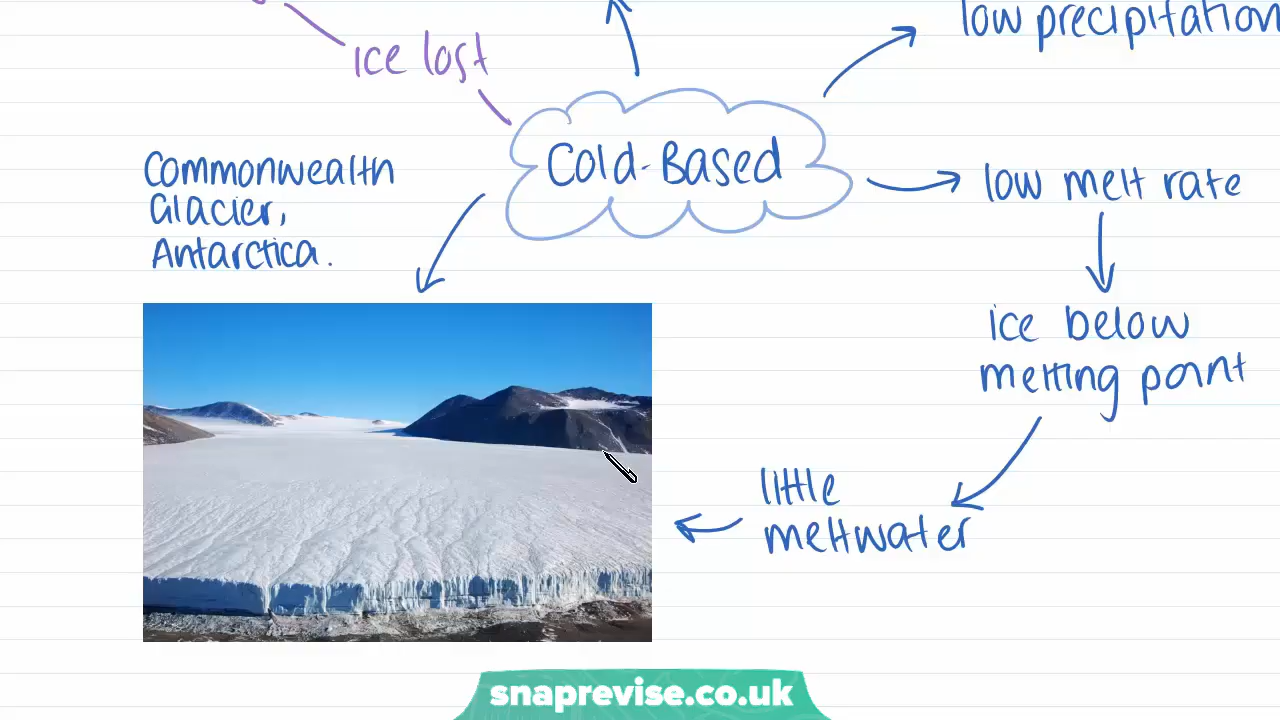 low precipitation
ice lost
Cold-Based
Commonwealth
Glacier,
Antarctica.
low melt rate
ice below
melting point
little
meltwater
snaprevise.co.uk